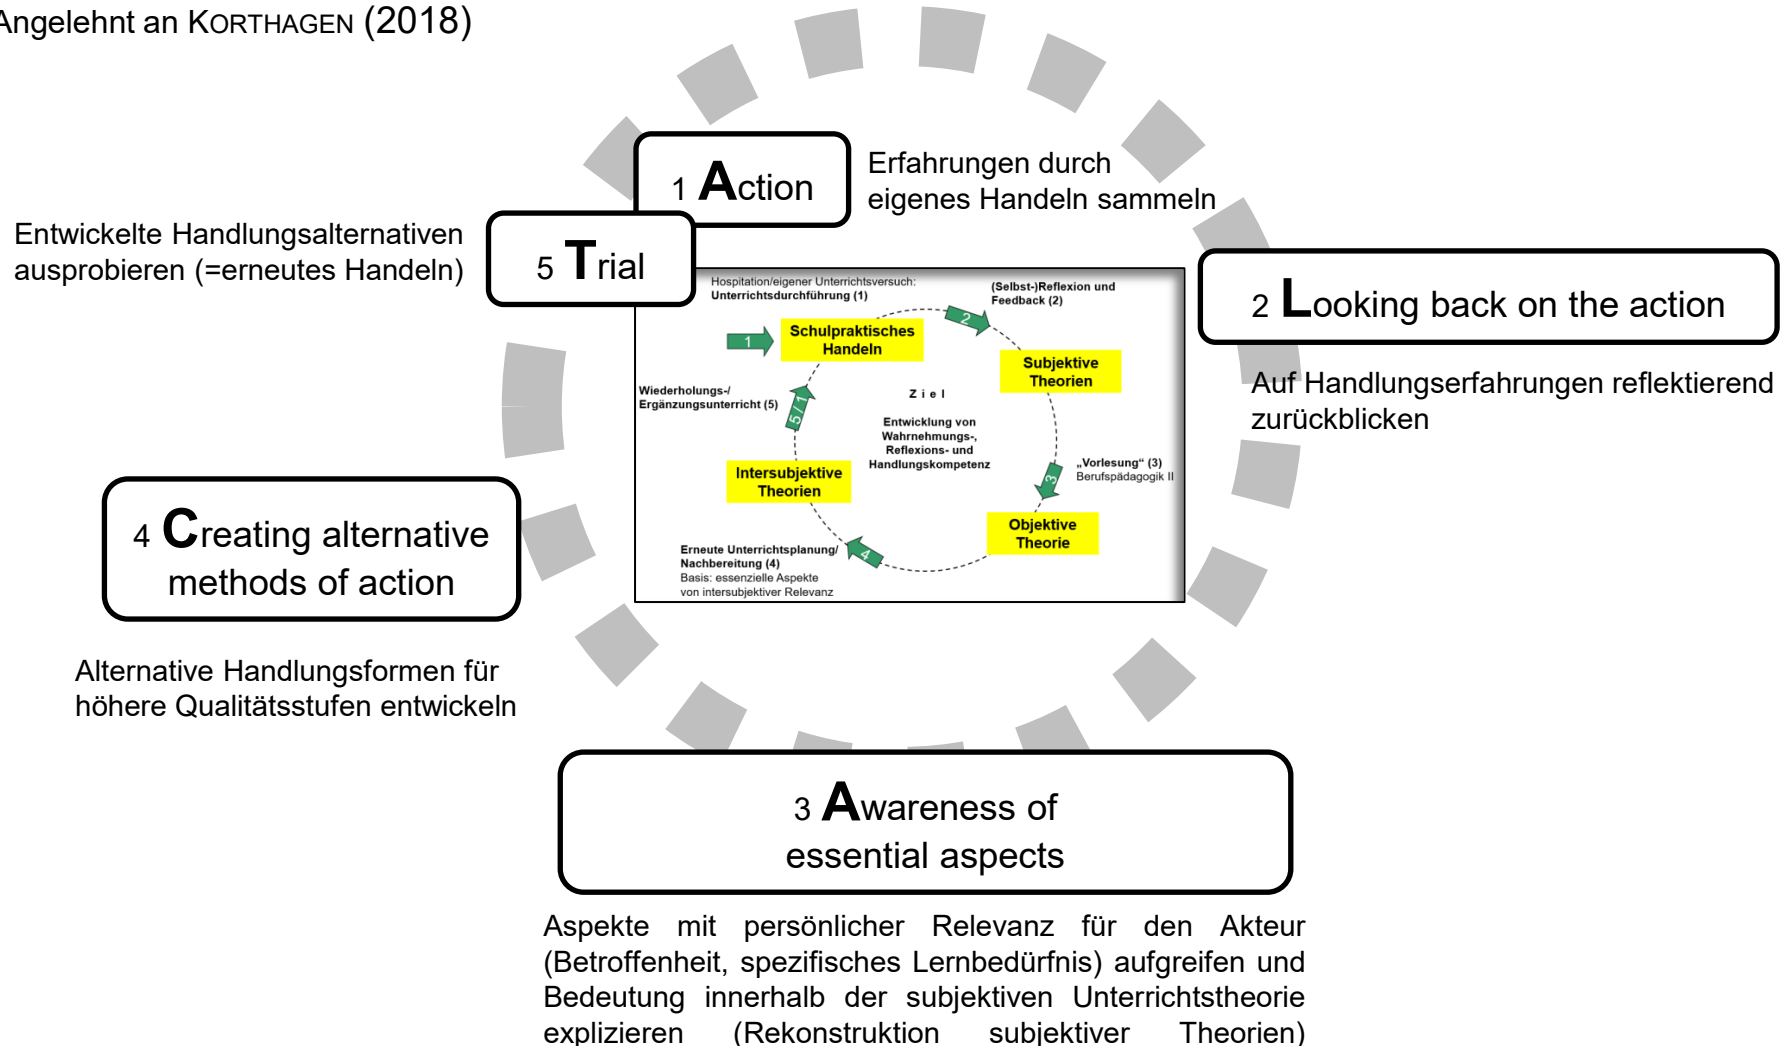 Angelehnt an KORTHAGEN (2018)
1 Action
Erfahrungen durch
eigenes Handeln sammeln
Entwickelte Handlungsalternativen
ausprobieren (=erneutes Handeln)
5 Trial
2 Looking back on the action
Auf Handlungserfahrungen reflektierend
zurückblicken
Hospitation/eigener Unterrichtsversuch:
Unterrichtsdurchführung (1)
(Selbst-)Reflexion und
Feedback (2)
1
Schulpraktisches
Handeln
2
Subjektive
Theorien
Wiederholungs-/
Ergänzungsunterricht (5)
5 / 1
Ziel
Entwicklung von
Wahrnehmungs-,
Reflexions- und
Handlungskompetenz
Intersubjektive
Theorien
3
„Vorlesung“ (3)
Berufspädagogik II
Objektive
Theorie
4
Erneute Unterrichtsplanung/
Nachbereitung (4)
Basis: essenzielle Aspekte
von intersubjektiver Relevanz
4 Creating alternative
methods of action
Alternative Handlungsformen für
höhere Qualitätsstufen entwickeln
3 Awareness of
essential aspects
Aspekte mit persönlicher Relevanz für den Akteur
(Betroffenheit, spezifisches Lernbedürfnis) aufgreifen und
Bedeutung innerhalb der subjektiven Unterrichtstheorie
explizieren (Rekonstruktion subjektiver Theorien)